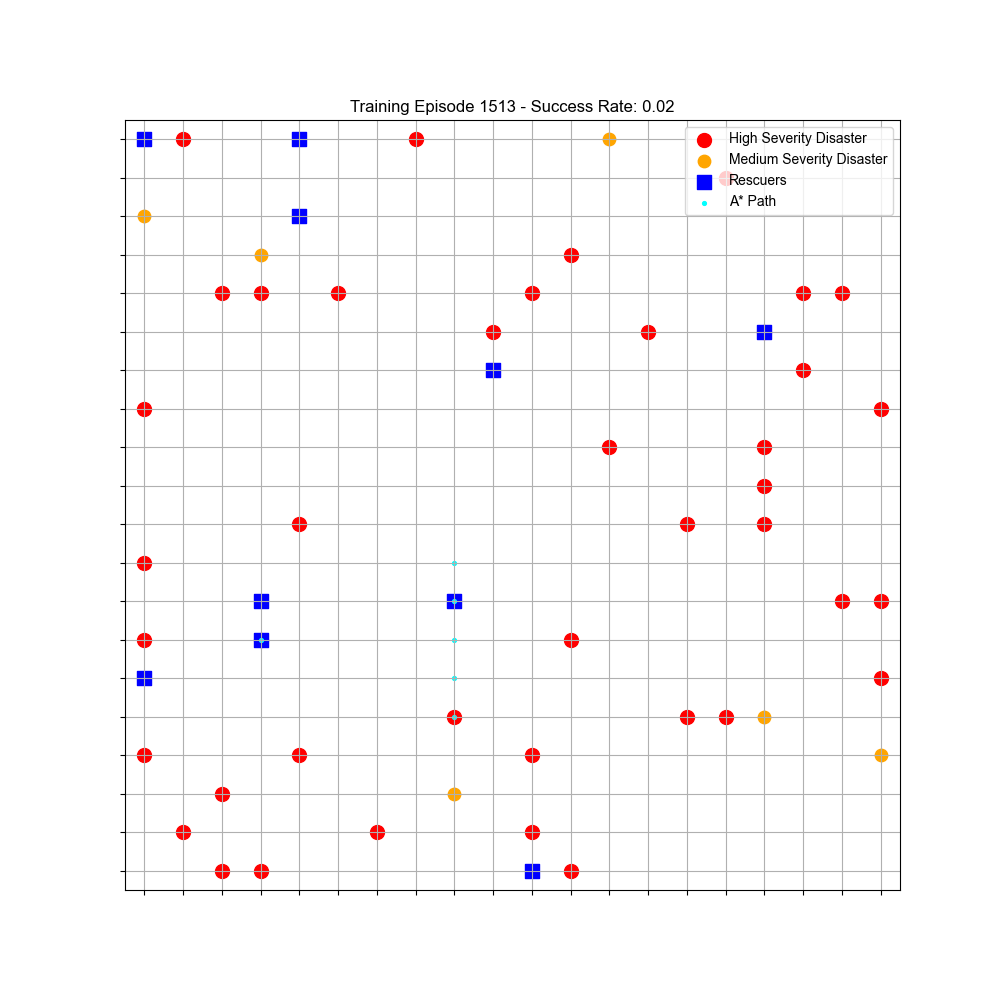 Training Episode 1513 - Success Rate: 0.02
High Severity Disaster
Medium Severity Disaster
Rescuers
A* Path